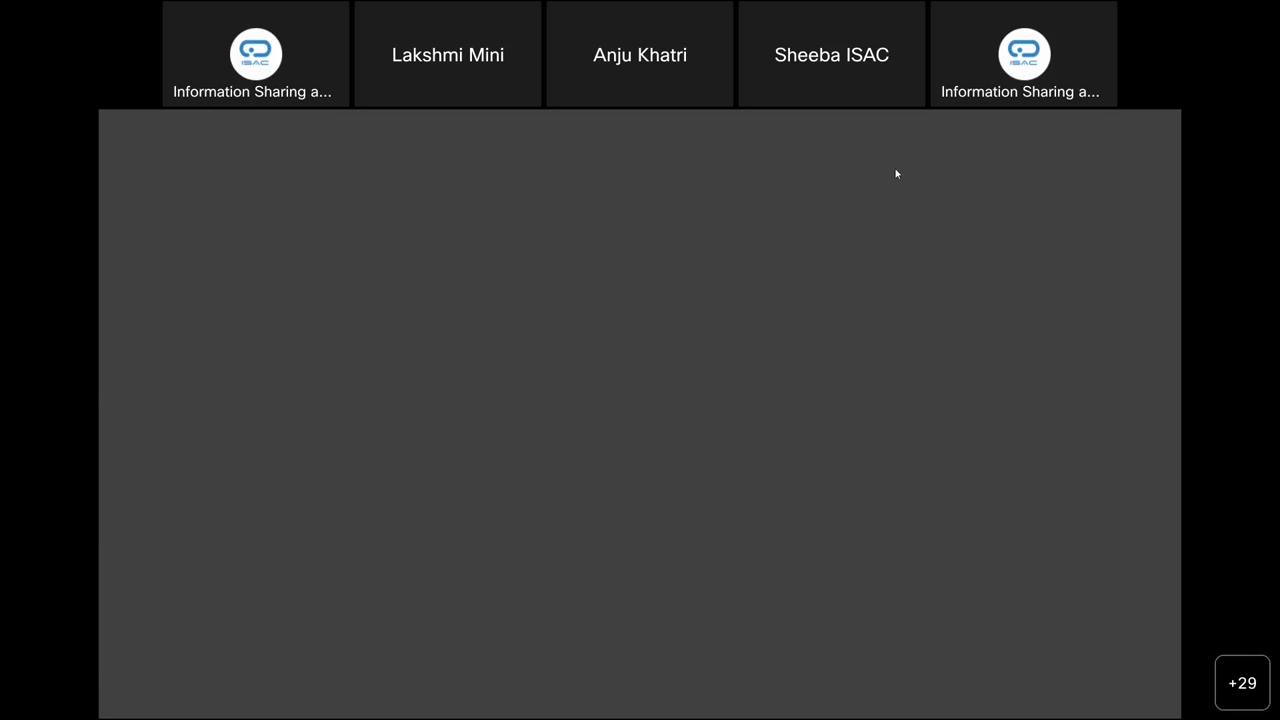 ISAC
Information Sharing a...
Lakshmi Mini
Anju Khatri
Sheeba ISAC
ISAC
Information Sharing a...
+29